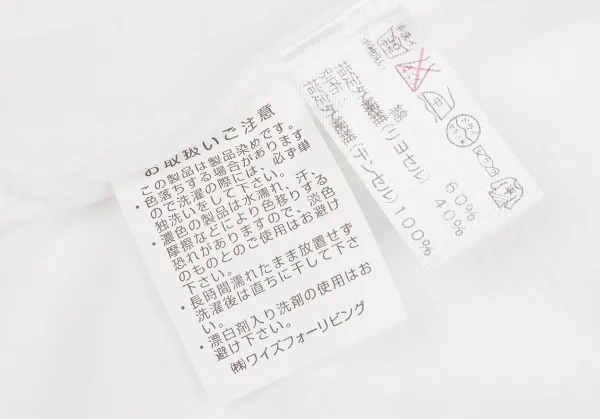 お取扱いご注意
この製品は製品染めです。
・色落ちする場合があります
ので洗濯の際には、必ず単
独洗いをして下さい。
・濃色の製品は水濡れ、汗、
摩擦などにより色移りする
恐れがありますので、淡色
のものとのご使用はお避け
下さい。
・長時間濡れたまま放置せず
洗濯後は直ちに干して下さ
い。
・漂白剤入り洗剤の使用はお
避け下さい。
㈱ワイズフォーリビング
手洗イ
中
綿 60%
指定外繊維(リヨセル) 40%
別布
指定外繊維(テンセル)100%